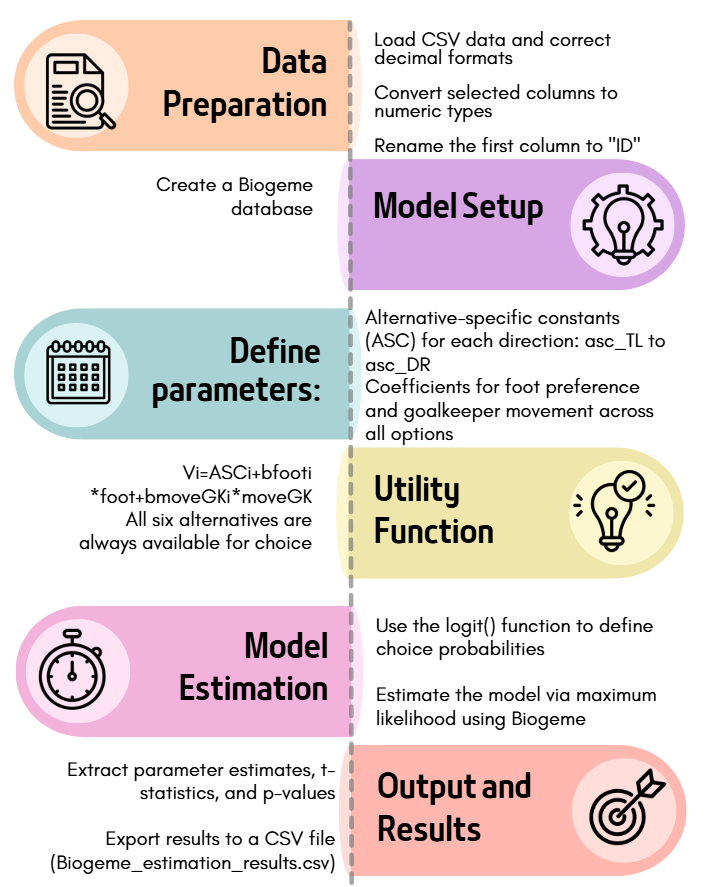 Data
Preparation
Load CSV data and correct
decimal formats
Convert selected columns to
numeric types
Rename the first column to "ID"
Model Setup
Create a Biogeme
database
Define
parameters:
Alternative-specific constants
(ASC) for each direction: asc_TL to
asc_DR
Coefficients for foot preference
and goalkeeper movement across
all options
Utility
Function
Vi=ASCi+bfooti
*foot+bmoveGKi*moveGK
All six alternatives are
always available for choice
Model
Estimation
Use the logit() function to define
choice probabilities
Estimate the model via maximum
likelihood using Biogeme
Output and
Results
Extract parameter estimates, t-
statistics, and p-values
Export results to a CSV file
(Biogeme_estimation_results.csv)